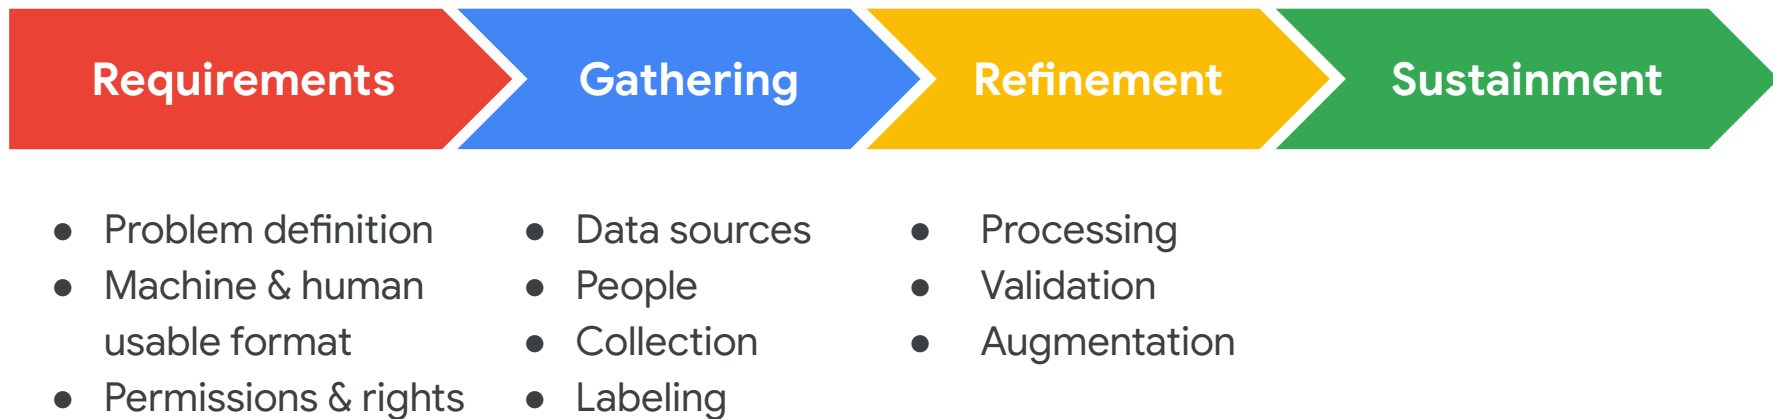 Requirements
Gathering
Refinement
Sustainment
● Problem definition
● Machine & human
usable format
● Permissions & rights
● Data sources
● People
● Collection
● Labeling
● Processing
● Validation
● Augmentation